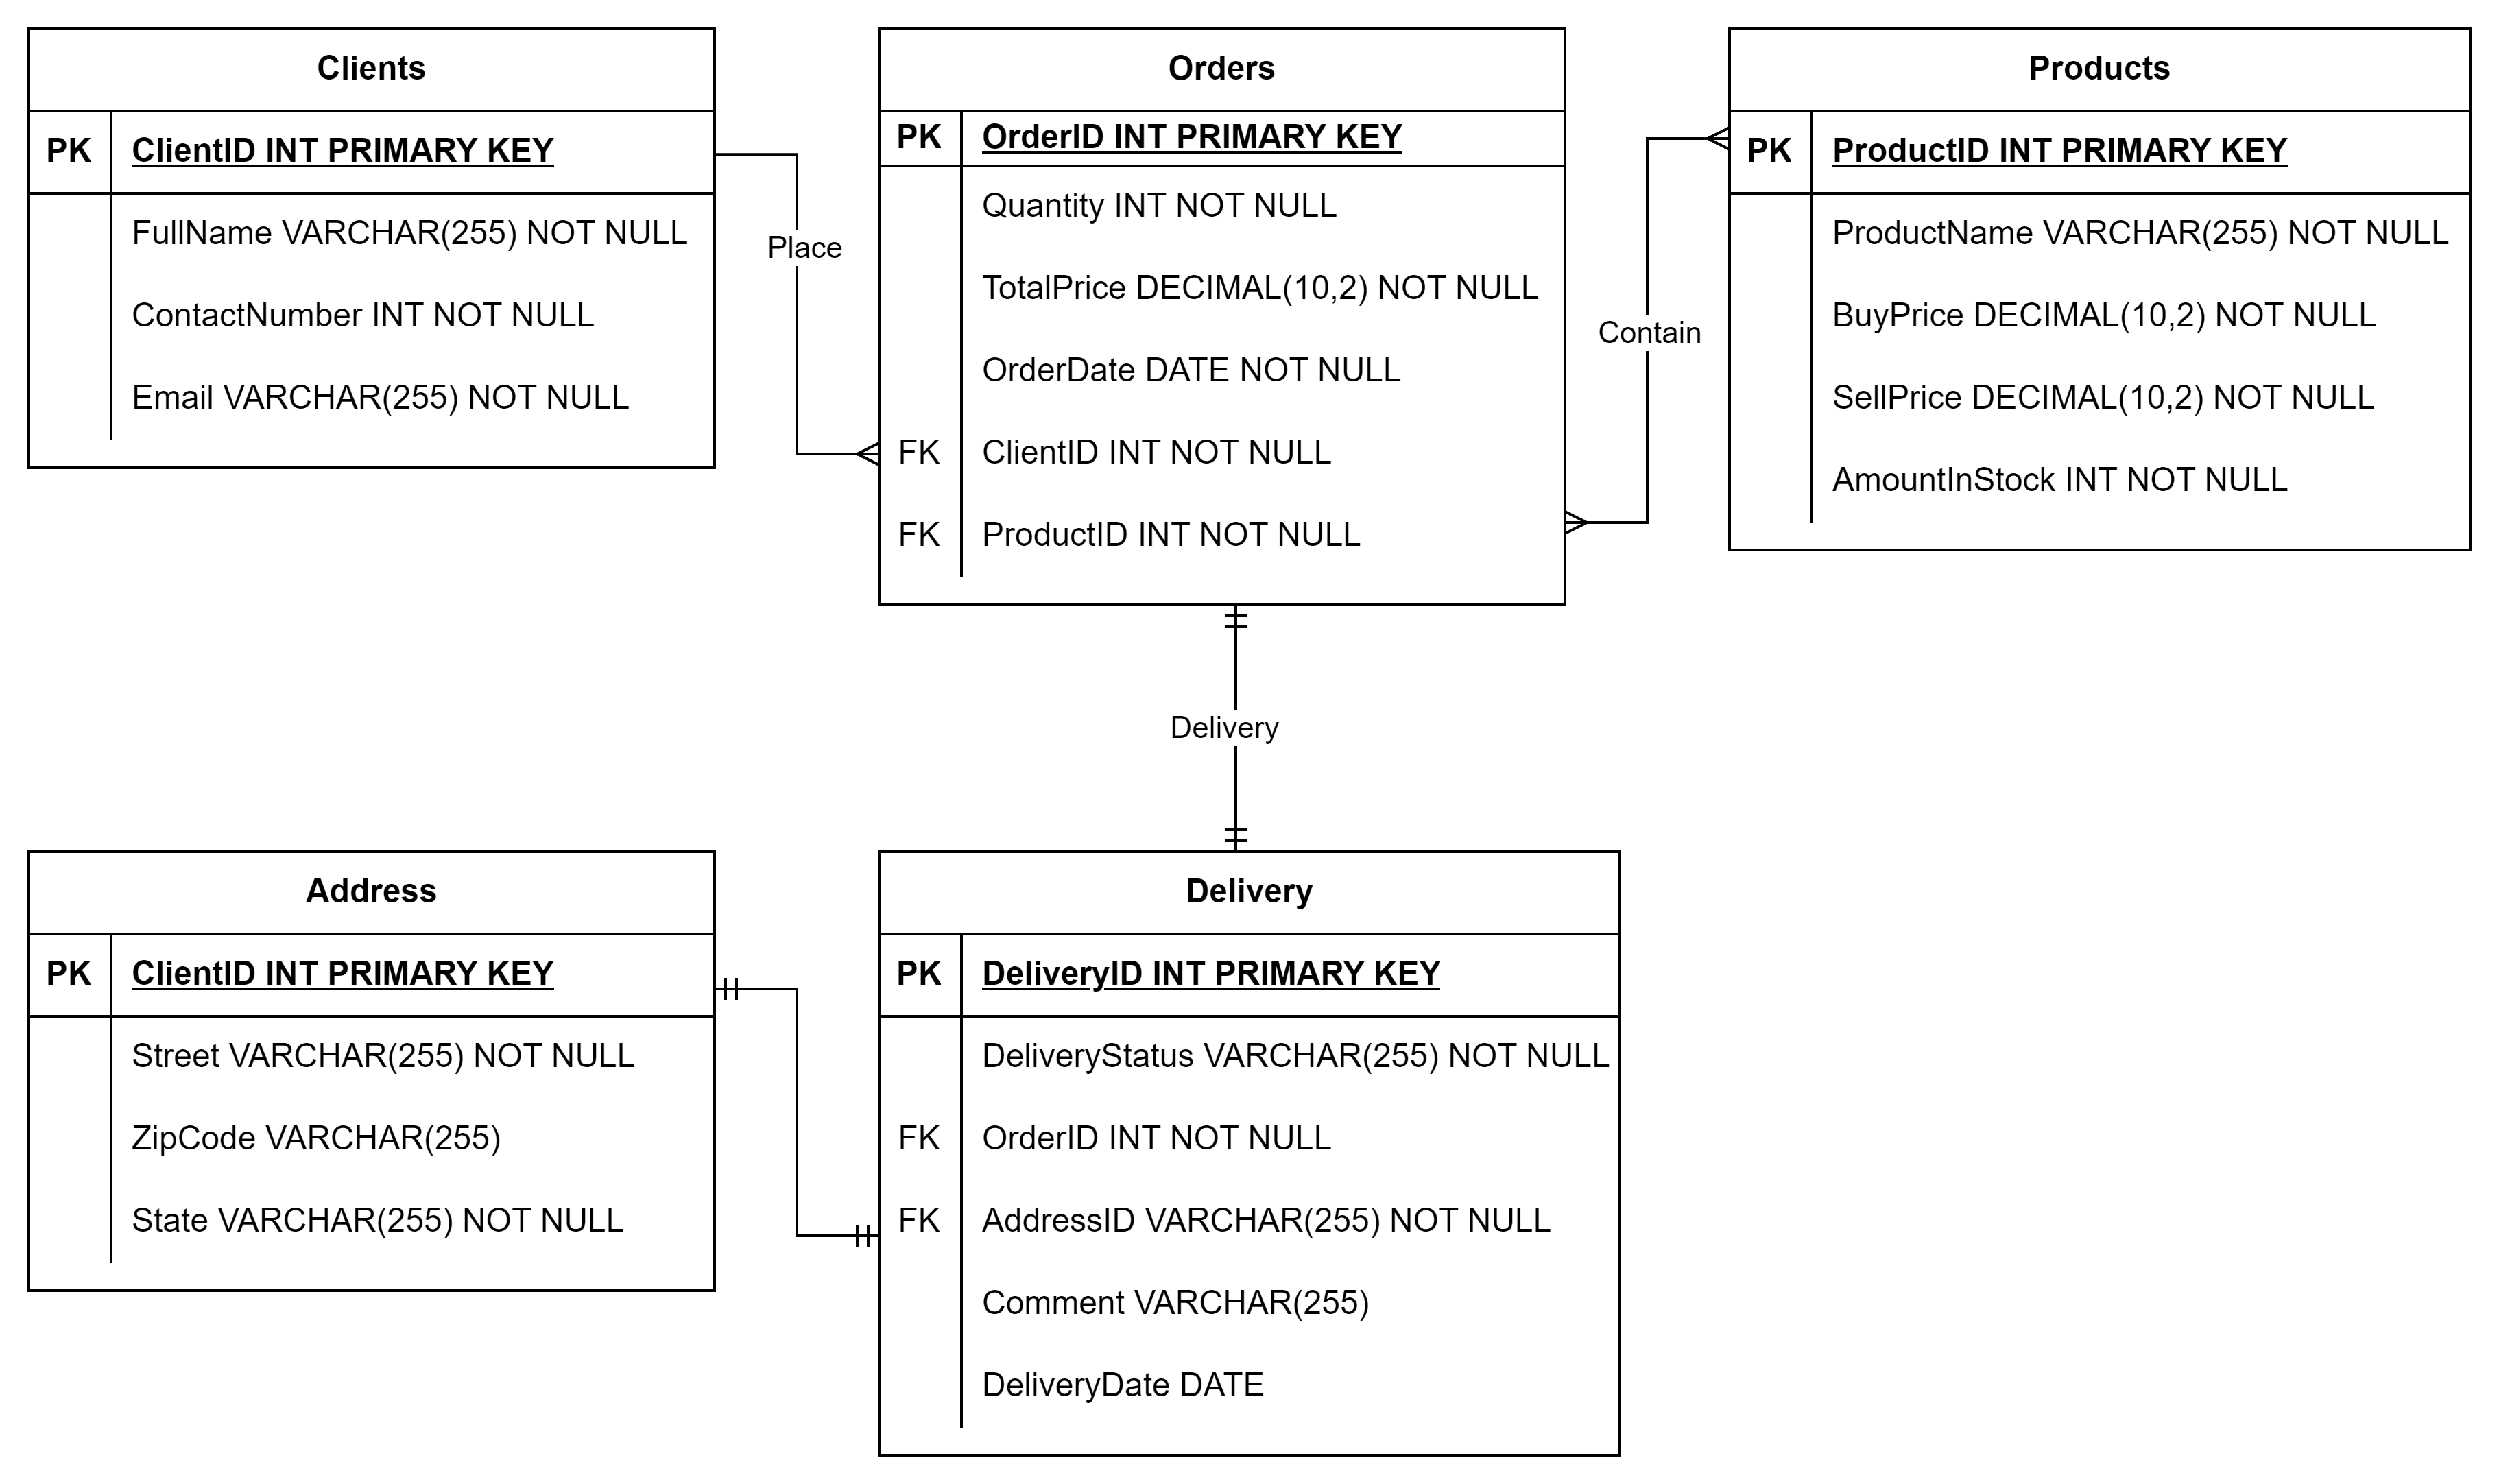 Clients
PK ClientID INT PRIMARY KEY
FullName VARCHAR(255) NOT NULL
ContactNumber INT NOT NULL
Email VARCHAR(255) NOT NULL
Place
Orders
PK OrderID INT PRIMARY KEY
Quantity INT NOT NULL
TotalPrice DECIMAL(10,2) NOT NULL
OrderDate DATE NOT NULL
FK ClientID INT NOT NULL
FK ProductID INT NOT NULL
Contain
Products
PK ProductID INT PRIMARY KEY
ProductName VARCHAR(255) NOT NULL
BuyPrice DECIMAL(10,2) NOT NULL
SellPrice DECIMAL(10,2) NOT NULL
AmountInStock INT NOT NULL
Delivery
Address
PK ClientID INT PRIMARY KEY
Street VARCHAR(255) NOT NULL
ZipCode VARCHAR(255)
State VARCHAR(255) NOT NULL
Delivery
PK DeliveryID INT PRIMARY KEY
DeliveryStatus VARCHAR(255) NOT NULL
FK OrderID INT NOT NULL
FK AddressID VARCHAR(255) NOT NULL
Comment VARCHAR(255)
DeliveryDate DATE